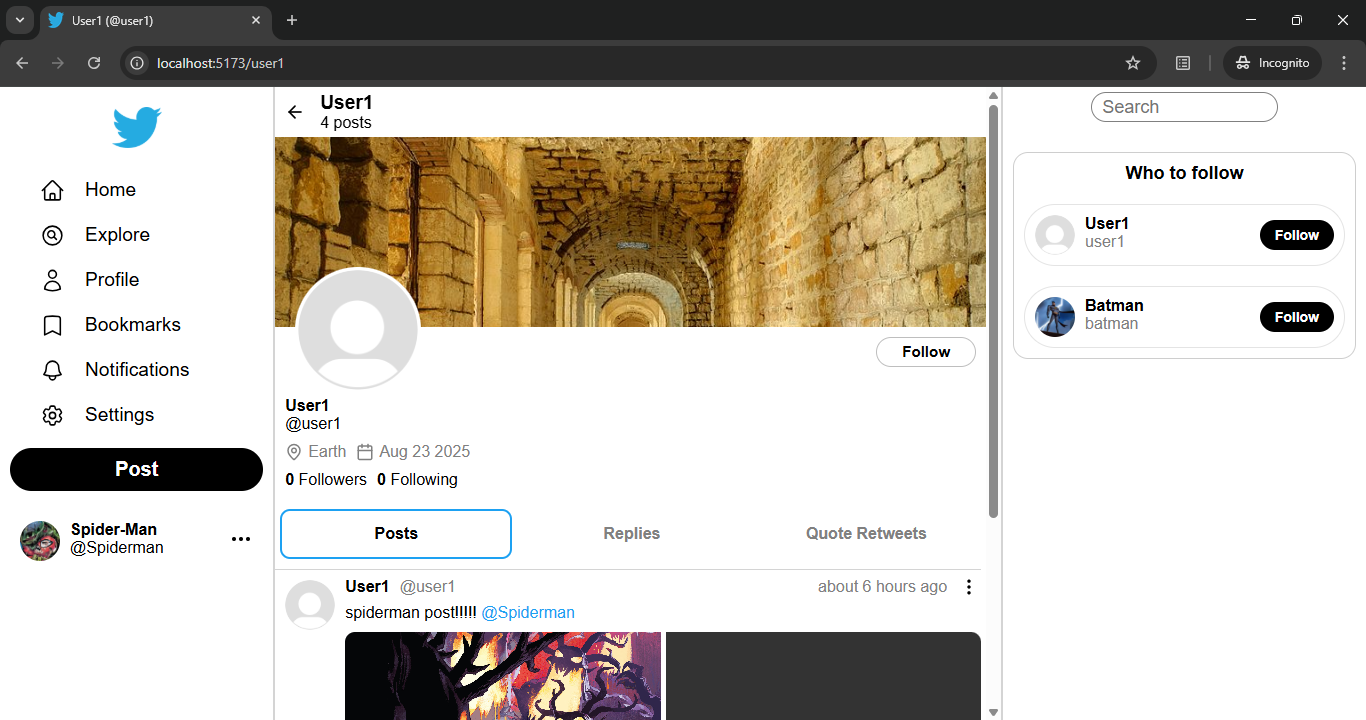 User1 (@user1)
localhost:5173/user1
Incognito
Home
Explore
Profile
Bookmarks
Notifications
Settings
Post
Spider-Man
@Spiderman
User1
4 posts
Follow
User1
@user1
Earth Aug 23 2025
0 Followers 0 Following
Posts Replies Quote Retweets
User1 @user1 about 6 hours ago
spiderman post!!!!! @Spiderman
Search
Who to follow
User1
user1
Follow
Batman
batman
Follow